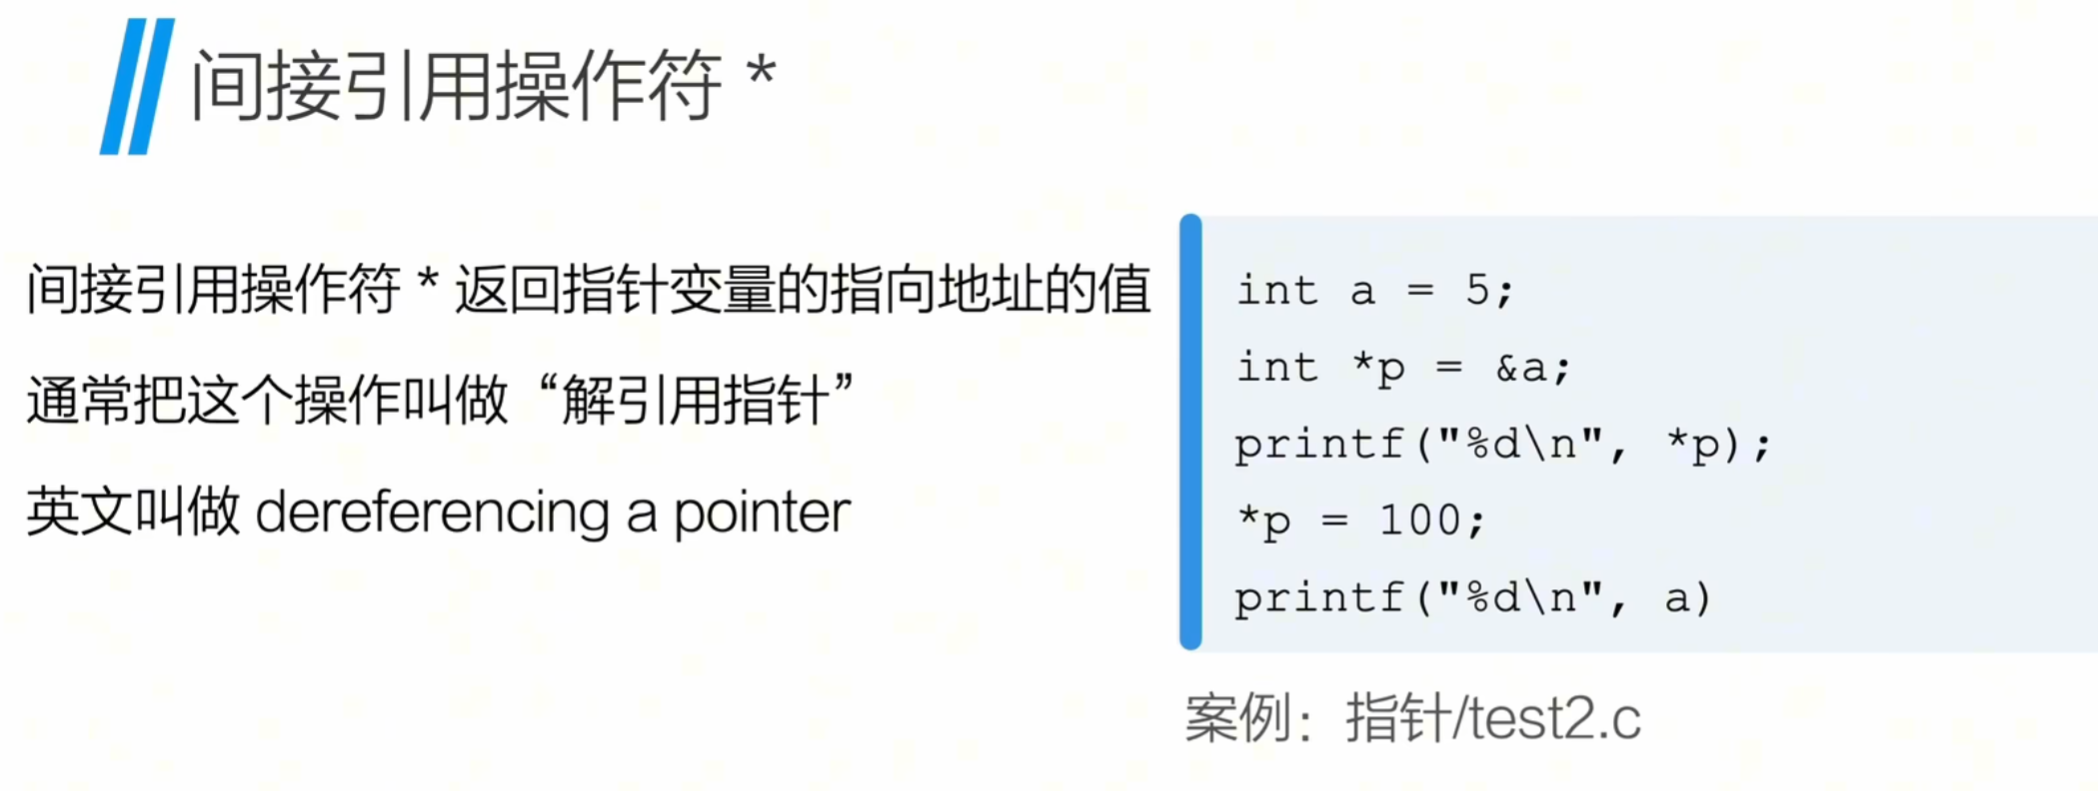 间接引用操作符 *
间接引用操作符 * 返回指针变量的指向地址的值
通常把这个操作叫做“解引用指针”
英文叫做 dereferencing a pointer
int a = 5;
int *p = &a;
printf("%d\n", *p);
*p = 100;
printf("%d\n", a)
案例：指针/test2.c